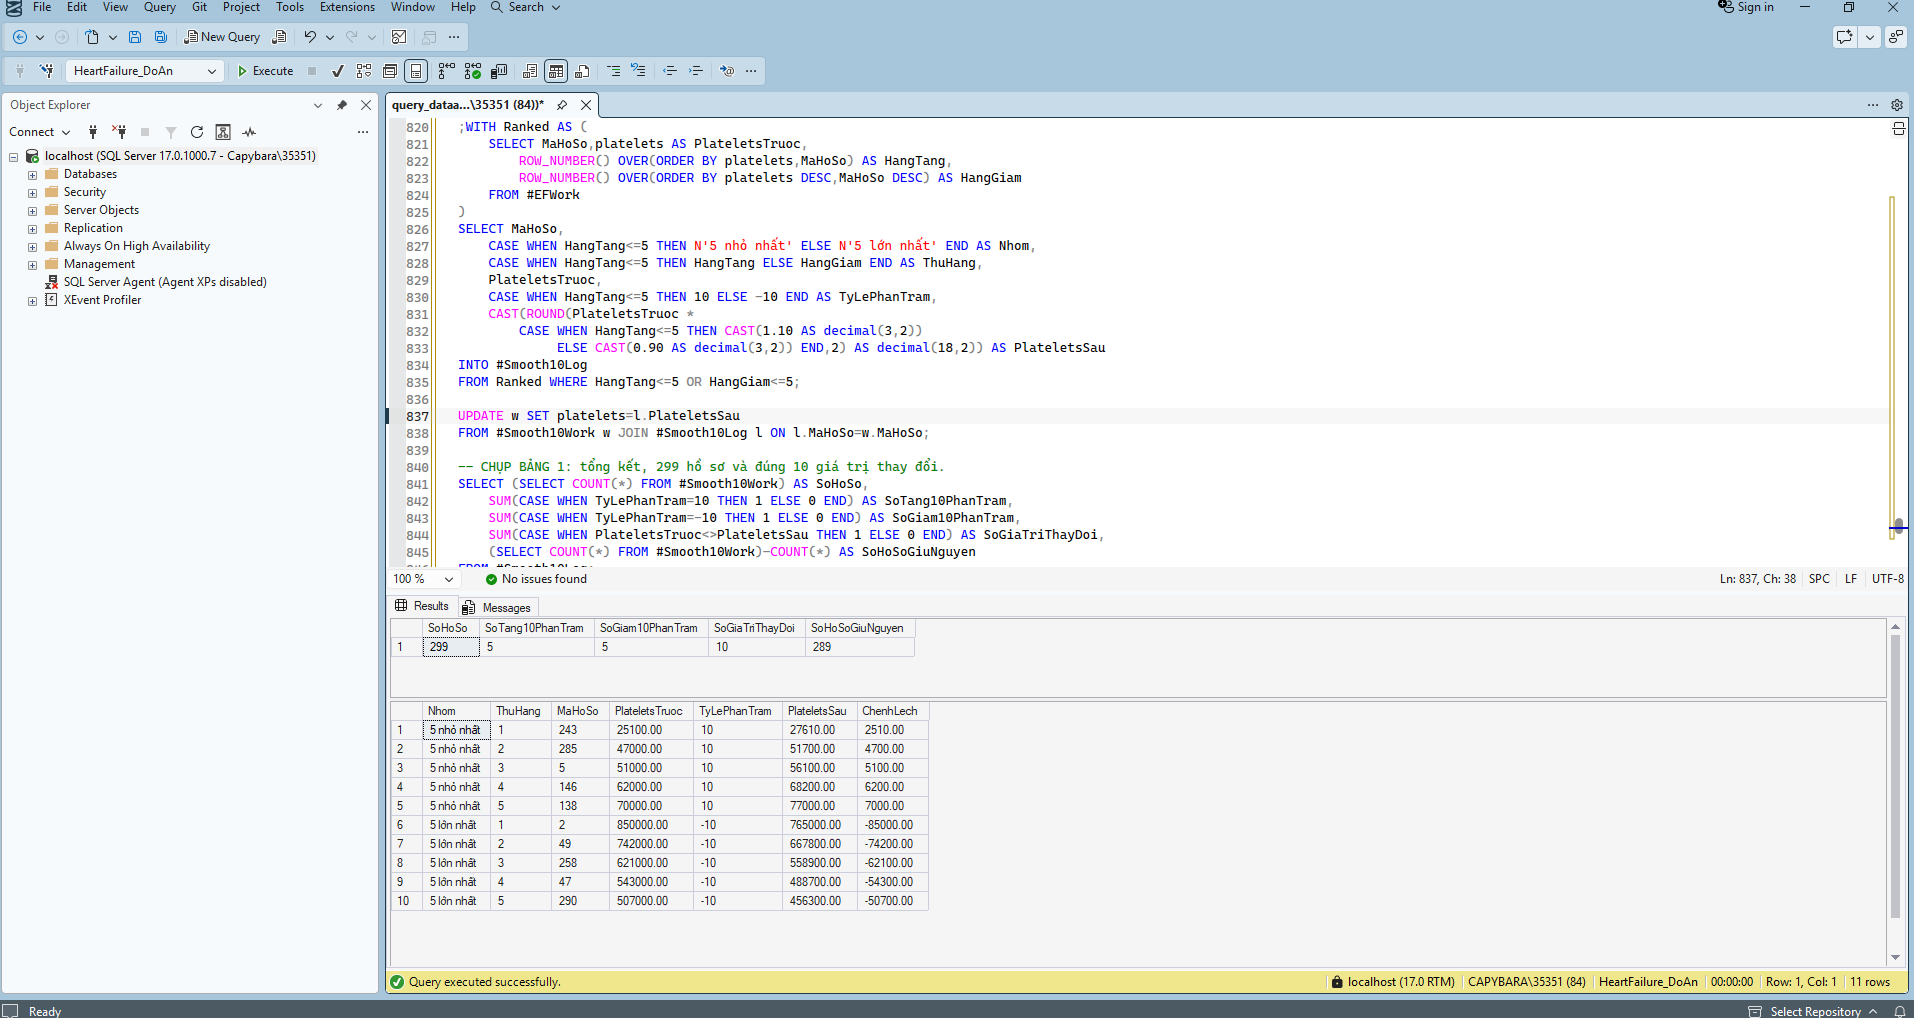 File Edit View Query Git Project Tools Extensions Window Help Search Sign in
New Query
HeartFailure_DoAn Execute
Object Explorer
Connect
localhost (SQL Server 17.0.1000.7 - Capybara\35351)
Databases
Security
Server Objects
Replication
Always On High Availability
Management
SQL Server Agent (Agent XPs disabled)
XEvent Profiler
query_dataa...\35351 (84))*
820 ;WITH Ranked AS (
821 SELECT MaHoSo,platelets AS PlateletsTruoc,
822 ROW_NUMBER() OVER(ORDER BY platelets,MaHoSo) AS HangTang,
823 ROW_NUMBER() OVER(ORDER BY platelets DESC,MaHoSo DESC) AS HangGiam
824 FROM #EFWork
825 )
826 SELECT MaHoSo,
827 CASE WHEN HangTang<=5 THEN N'5 nhỏ nhất' ELSE N'5 lớn nhất' END AS Nhom,
828 CASE WHEN HangTang<=5 THEN HangTang ELSE HangGiam END AS ThuHang,
829 PlateletsTruoc,
830 CASE WHEN HangTang<=5 THEN 10 ELSE -10 END AS TyLePhanTram,
831 CAST(ROUND(PlateletsTruoc *
832 CASE WHEN HangTang<=5 THEN CAST(1.10 AS decimal(3,2))
833 ELSE CAST(0.90 AS decimal(3,2)) END,2) AS decimal(18,2)) AS PlateletsSau
834 INTO #Smooth10Log
835 FROM Ranked WHERE HangTang<=5 OR HangGiam<=5;
836
837 UPDATE w SET platelets=l.PlateletsSau
838 FROM #Smooth10Work w JOIN #Smooth10Log l ON l.MaHoSo=w.MaHoSo;
839
840 -- CHỤP BẢNG 1: tổng kết, 299 hồ sơ và đúng 10 giá trị thay đổi.
841 SELECT (SELECT COUNT(*) FROM #Smooth10Work) AS SoHoSo,
842 SUM(CASE WHEN TyLePhanTram=10 THEN 1 ELSE 0 END) AS SoTang10PhanTram,
843 SUM(CASE WHEN TyLePhanTram=-10 THEN 1 ELSE 0 END) AS SoGiam10PhanTram,
844 SUM(CASE WHEN PlateletsTruoc<>PlateletsSau THEN 1 ELSE 0 END) AS SoGiaTriThayDoi,
845 (SELECT COUNT(*) FROM #Smooth10Work)-COUNT(*) AS SoHoSoGiuNguyen
100 % No issues found Ln: 837, Ch: 38 SPC LF UTF-8
Results Messages
SoHoSo SoTang10PhanTram SoGiam10PhanTram SoGiaTriThayDoi SoHoSoGiuNguyen
1 299 5 5 10 289
Nhom ThuHang MaHoSo PlateletsTruoc TyLePhanTram PlateletsSau ChenhLech
1 5 nhỏ nhất 1 243 25100.00 10 27610.00 2510.00
2 5 nhỏ nhất 2 285 47000.00 10 51700.00 4700.00
3 5 nhỏ nhất 3 5 51000.00 10 56100.00 5100.00
4 5 nhỏ nhất 4 146 62000.00 10 68200.00 6200.00
5 5 nhỏ nhất 5 138 70000.00 10 77000.00 7000.00
6 5 lớn nhất 1 2 850000.00 -10 765000.00 -85000.00
7 5 lớn nhất 2 49 742000.00 -10 667800.00 -74200.00
8 5 lớn nhất 3 258 621000.00 -10 558900.00 -62100.00
9 5 lớn nhất 4 47 543000.00 -10 488700.00 -54300.00
10 5 lớn nhất 5 290 507000.00 -10 456300.00 -50700.00
Query executed successfully. localhost (17.0 RTM) CAPYBARA\35351 (84) HeartFailure_DoAn 00:00:00 Row: 1, Col: 1 11 rows
Ready Select Repository